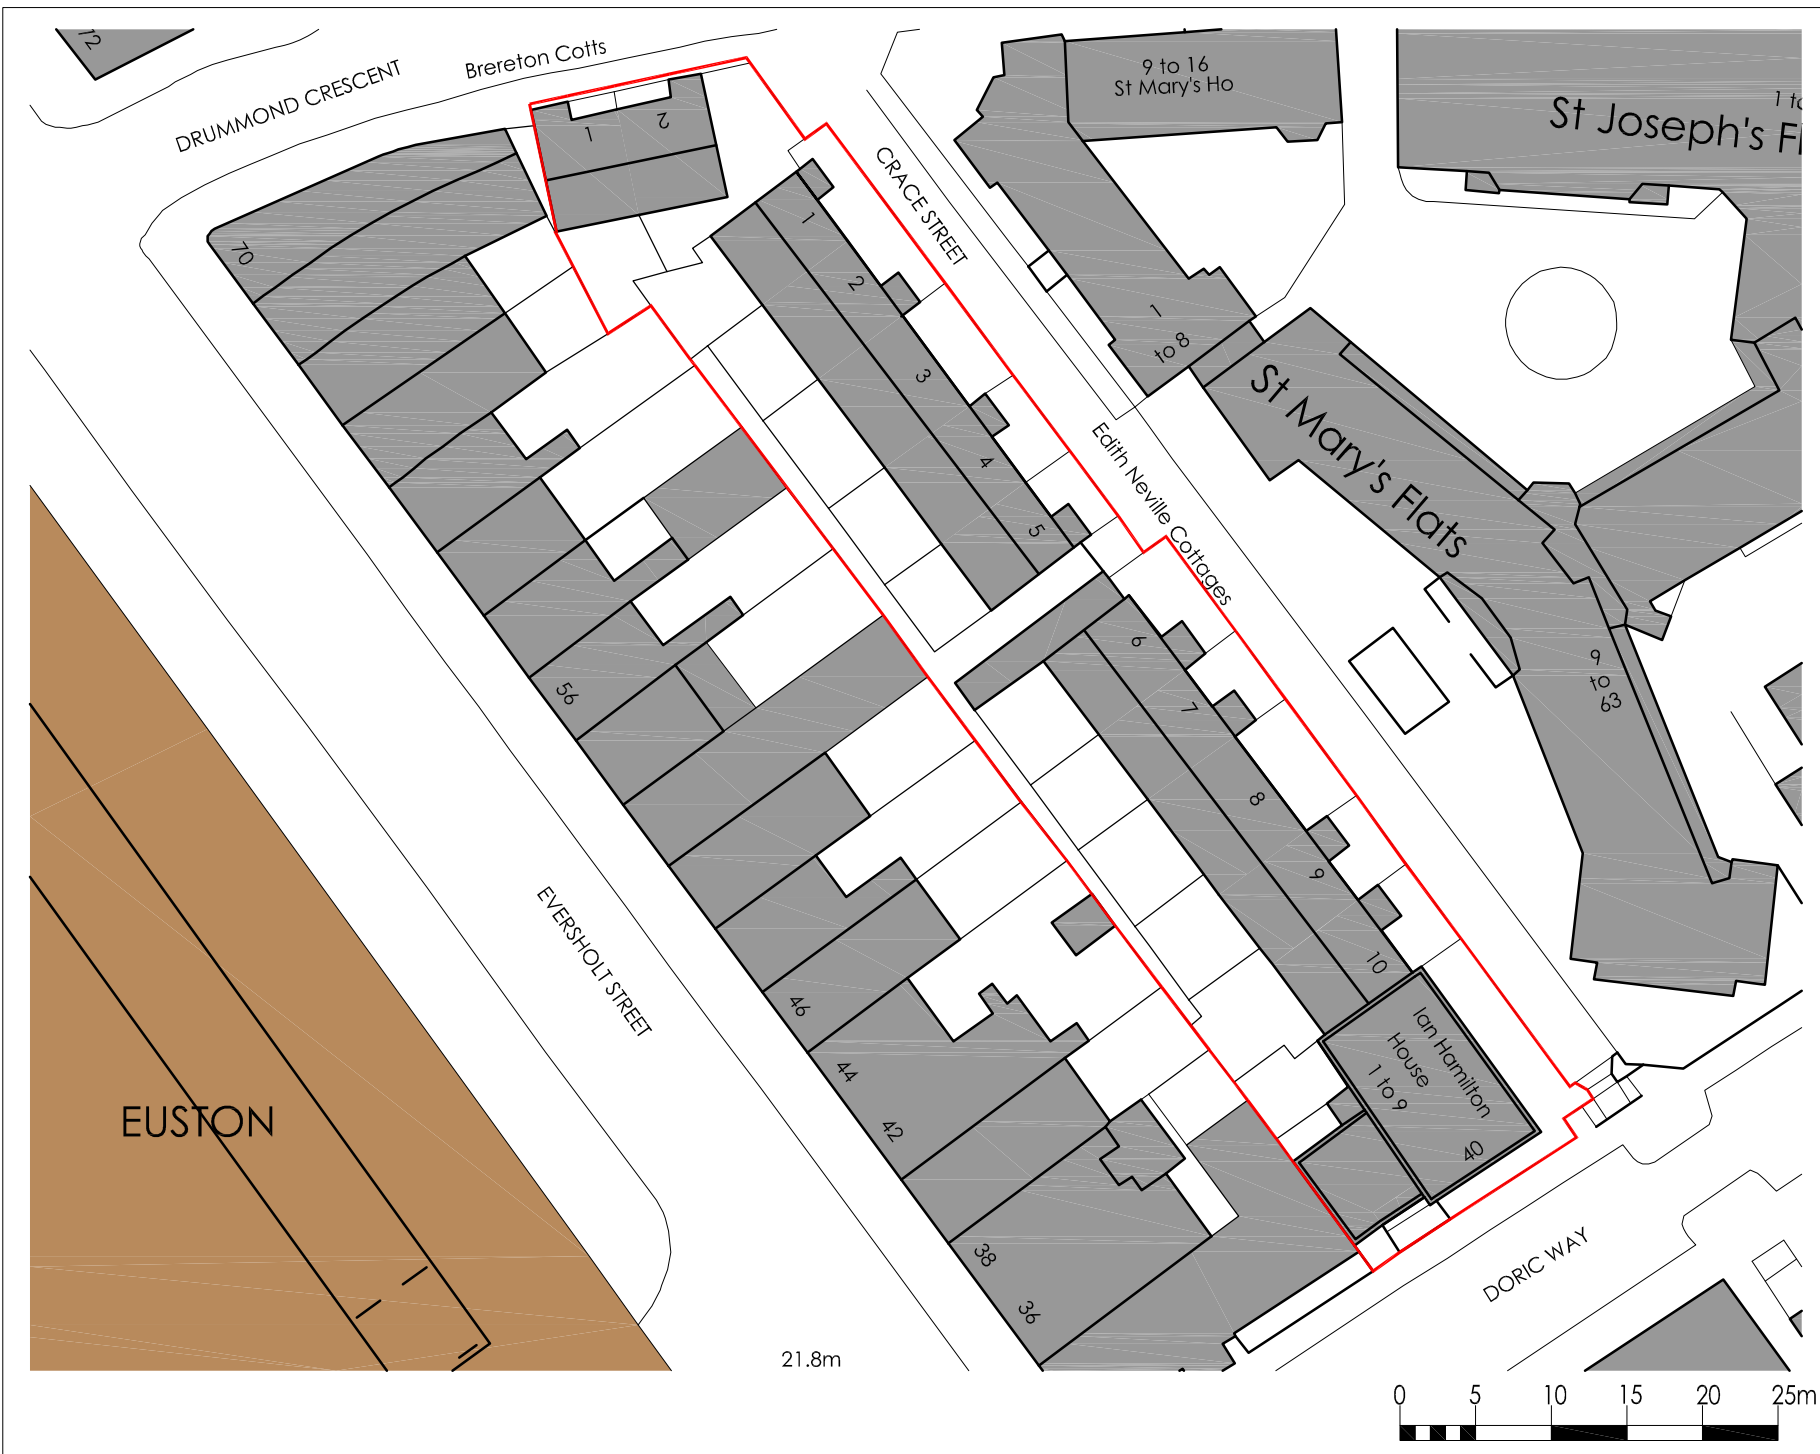 72
DRUMMOND CRESCENT
Brereton Cotts
9 to 16
St Mary's Ho
1 to
St Joseph's Fl
1
2
CRACE STREET
70
1
2
3
4
5
1
to 8
St Mary's Flats
Edith Neville Cottages
6
7
8
9
10
9
to
63
56
EVERSHOLT STREET
46
44
42
38
36
Ian Hamilton
House
1 to 9
40
EUSTON
DORIC WAY
21.8m
0 5 10 15 20 25m